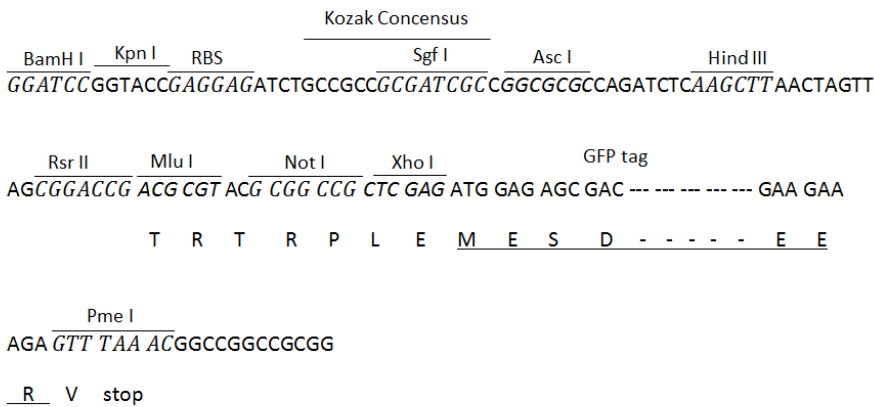 Kozak Concensus
BamH I Kpn I RBS Sgf I Asc I Hind III
GGATCCGGTACCGAGGAGATCTGCCGCCGCGATCGCCGGCGCGCCAGATCTCAAGCTTAACTAGTT
Rsr II Mlu I Not I Xho I GFP tag
AGCGGACCG ACG CGT ACG CGG CCG CTC GAG ATG GAG AGC GAC --- --- --- --- --- GAA GAA
T R T R P L E M E S D - - - - - E E
Pme I
AGA GTT TAA ACGGCCGGCCGCGG
R V stop